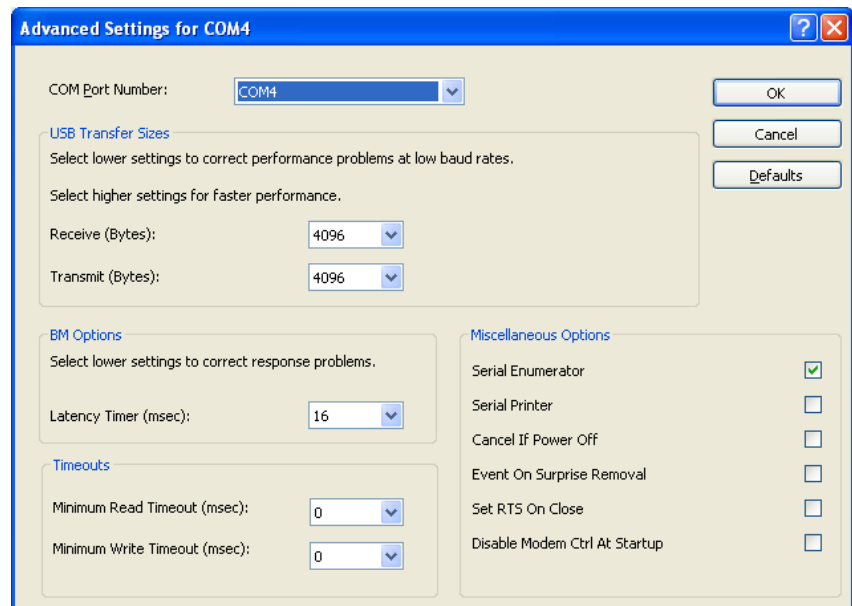 Advanced Settings for COM4
COM Port Number:
COM4
OK
Cancel
Defaults
USB Transfer Sizes
Select lower settings to correct performance problems at low baud rates.
Select higher settings for faster performance.
Receive (Bytes):
4096
Transmit (Bytes):
4096
BM Options
Select lower settings to correct response problems.
Latency Timer (msec):
16
Timeouts
Minimum Read Timeout (msec):
0
Minimum Write Timeout (msec):
0
Miscellaneous Options
Serial Enumerator
Serial Printer
Cancel If Power Off
Event On Surprise Removal
Set RTS On Close
Disable Modem Ctrl At Startup